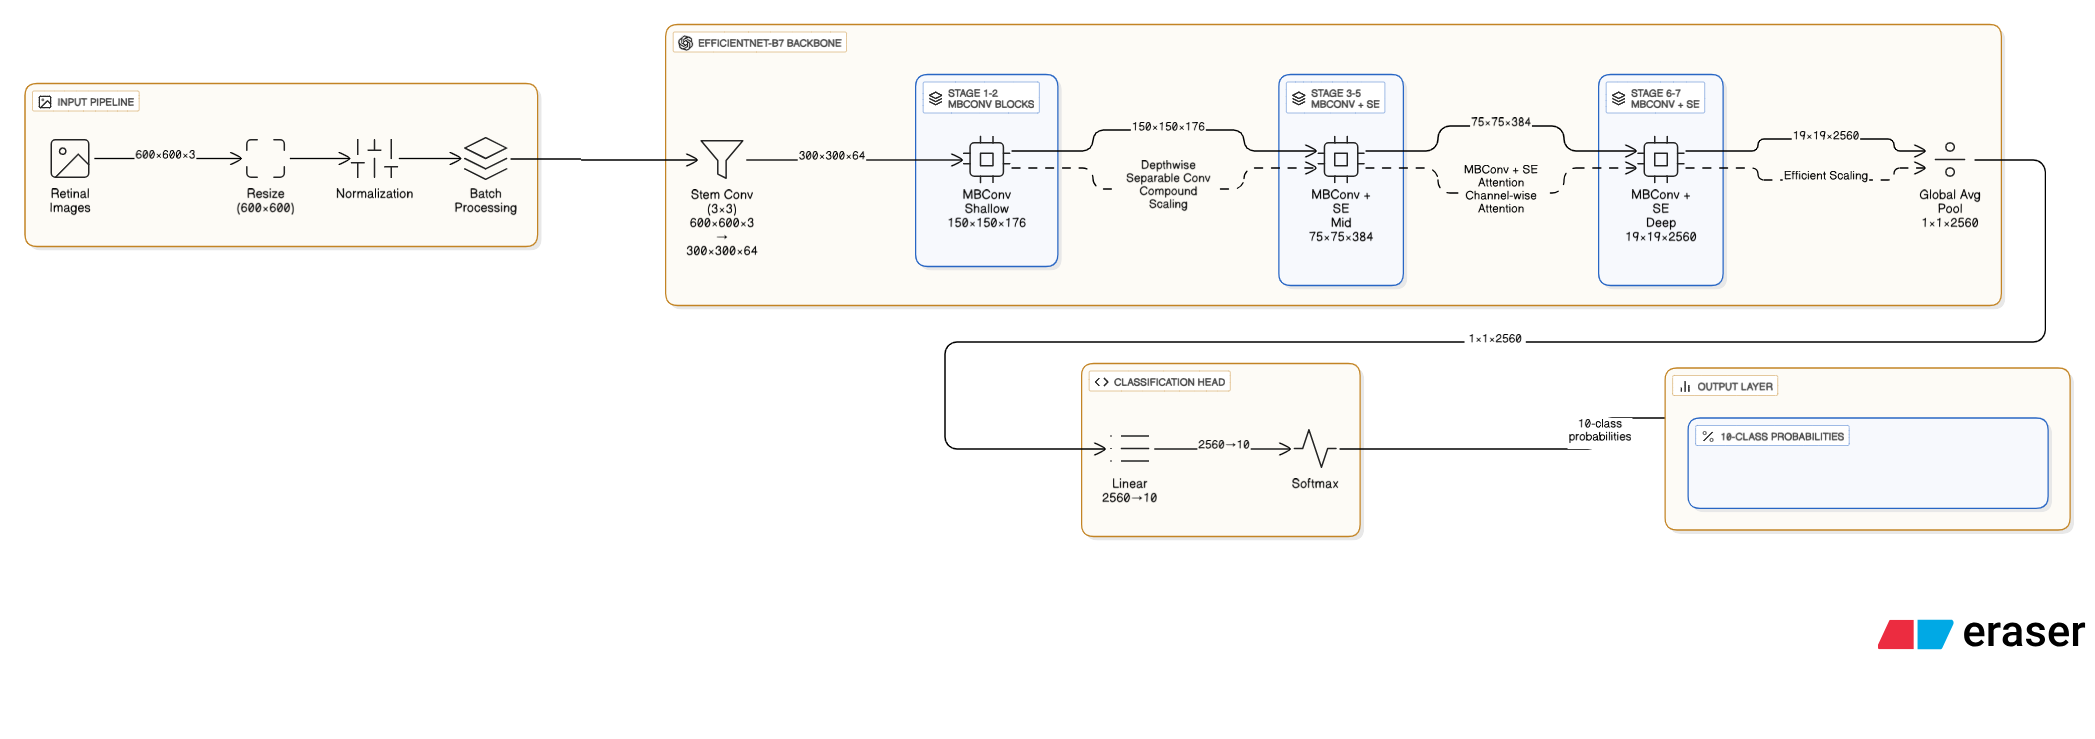 INPUT PIPELINE
Retinal
Images
600×600×3
Resize
(600×600)
Normalization
Batch
Processing
EFFICIENTNET-B7 BACKBONE
Stem Conv
(3×3)
600×600×3
→
300×300×64
300×300×64
STAGE 1-2
MBCONV BLOCKS
MBConv
Shallow
150×150×176
150×150×176
Depthwise
Separable Conv
Compound
Scaling
STAGE 3-5
MBCONV + SE
MBConv +
SE
Mid
75×75×384
75×75×384
MBConv + SE
Attention
Channel-wise
Attention
STAGE 6-7
MBCONV + SE
MBConv +
SE
Deep
19×19×2560
19×19×2560
Efficient Scaling
Global Avg
Pool
1×1×2560
1×1×2560
CLASSIFICATION HEAD
Linear
2560→10
2560→10
Softmax
10-class
probabilities
OUTPUT LAYER
10-CLASS PROBABILITIES
eraser